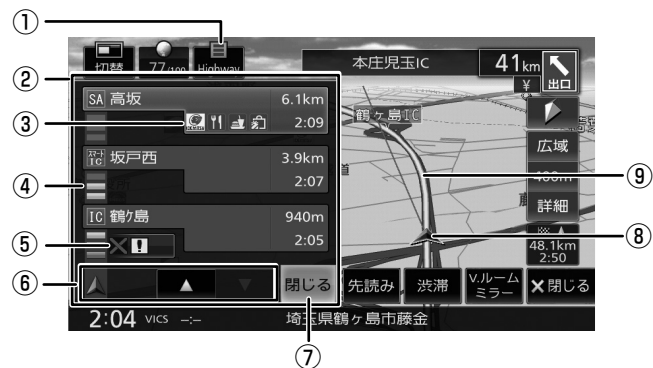 ①
切替
77/100
Highway
本庄児玉IC
41km
¥
出口
②
SA 高坂
6.1km
③
2:09
鶴ヶ島IC
広域
スマートIC 坂戸西
3.9km
④
2:07
⑨
400m
詳細
IC 鶴ヶ島
940m
⑤
2:05
⑧
48.1km
2:50
⑥
閉じる
先読み
渋滞
V.ルームミラー
×閉じる
2:04
VICS
-:-
埼玉県鶴ヶ島市藤金
⑦